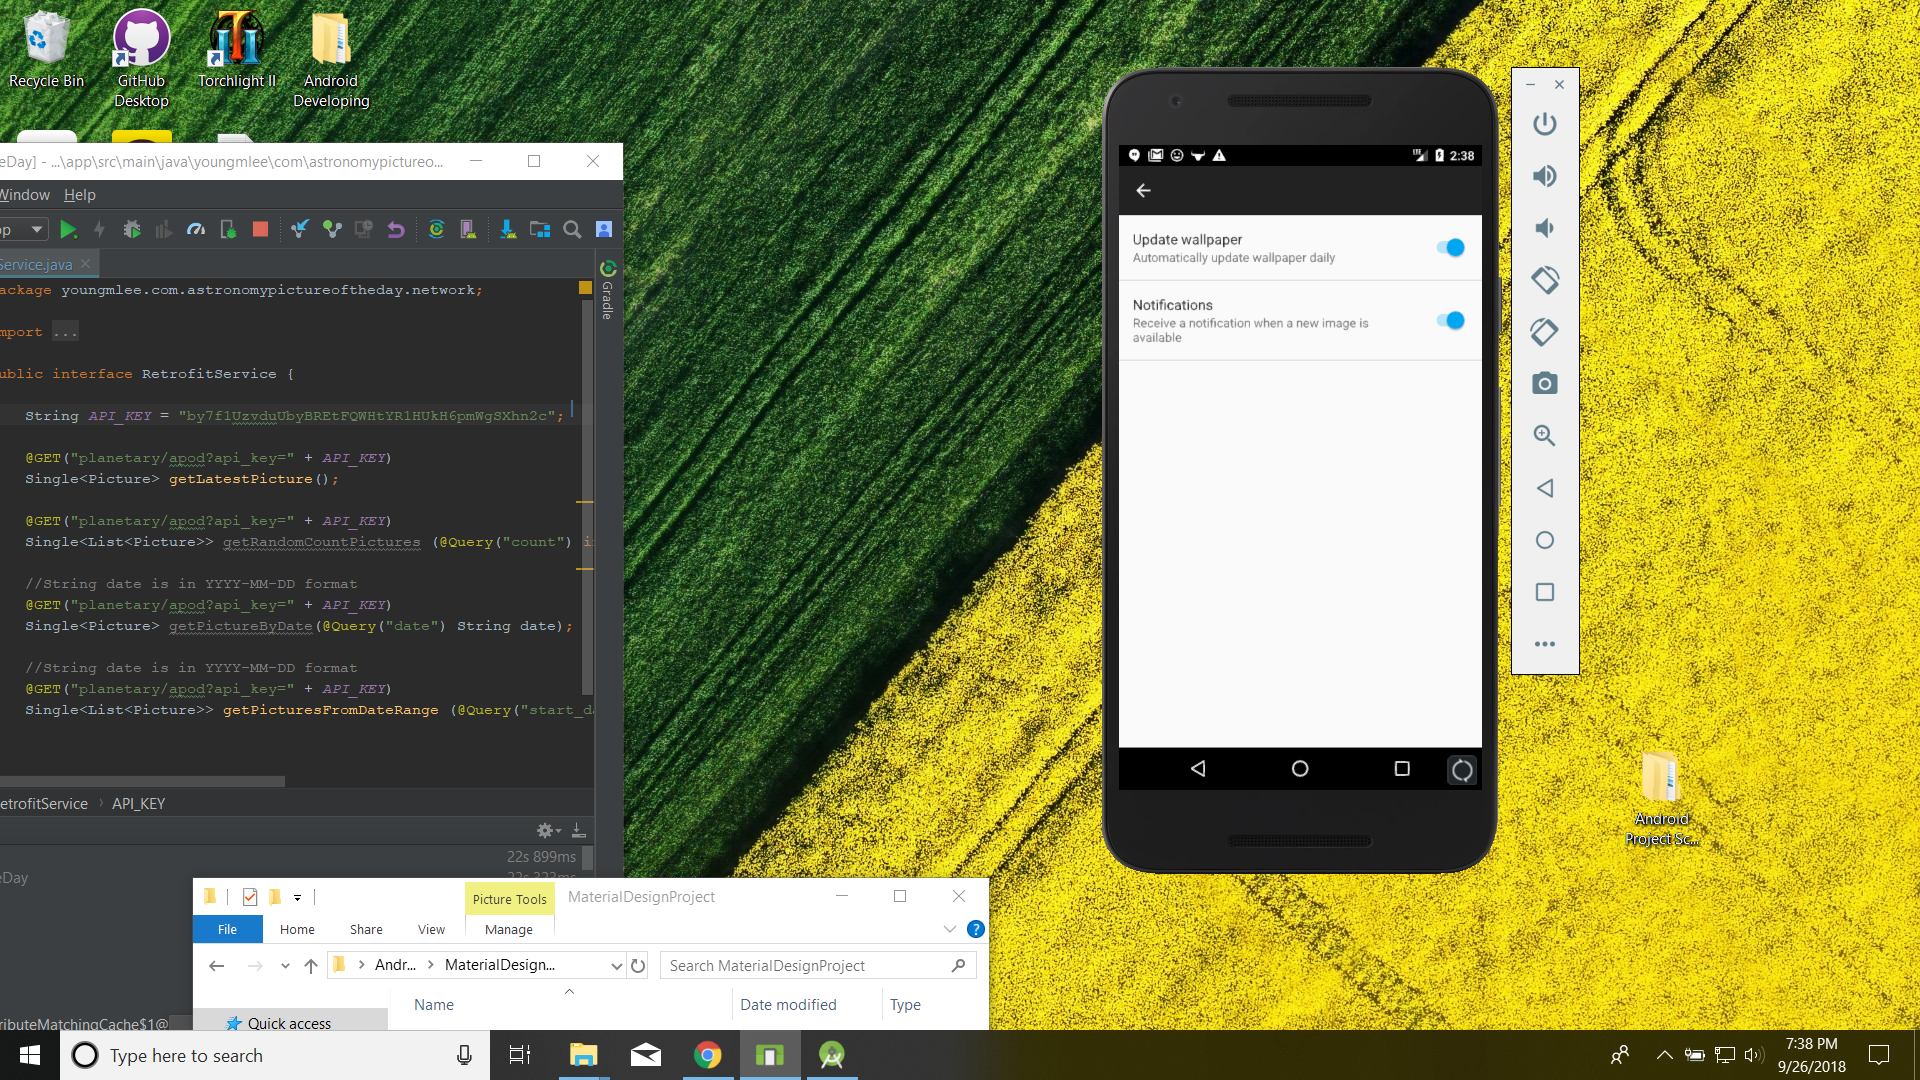 Recycle Bin
GitHub Desktop
Torchlight II
Android Developing
eDay] - ...\app\src\main\java\youngmlee\com\astronomypictureo...
Window Help
Service.java
package youngmlee.com.astronomypictureoftheday.network;
import ...
public interface RetrofitService {
@GET("planetary/apod?api_key=" + API_KEY)
Single<Picture> getLatestPicture();
@GET("planetary/apod?api_key=" + API_KEY)
Single<List<Picture>> getRandomCountPictures (@Query("count") i
//String date is in YYYY-MM-DD format
@GET("planetary/apod?api_key=" + API_KEY)
Single<Picture> getPictureByDate(@Query("date") String date);
//String date is in YYYY-MM-DD format
@GET("planetary/apod?api_key=" + API_KEY)
Single<List<Picture>> getPicturesFromDateRange (@Query("start_d
Gradle
etrofitService › API_KEY
22s 899ms
eDay
22s 323ms
ributeMatchingCache$1@
2:38
Update wallpaper
Automatically update wallpaper daily
Notifications
Receive a notification when a new image is
available
Android
Project Sc...
Picture Tools
MaterialDesignProject
File Home Share View Manage
Andr... > MaterialDesign...
Search MaterialDesignProject
Name Date modified Type
Quick access
Type here to search
7:38 PM
9/26/2018